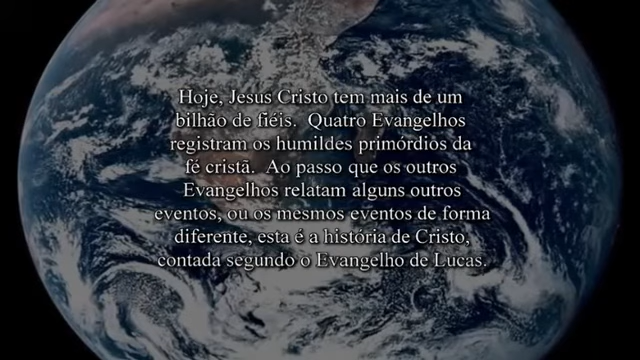 Hoje, Jesus Cristo tem mais de um
bilhão de fiéis. Quatro Evangelhos
registram os humildes primórdios da
fé cristã. Ao passo que os outros
Evangelhos relatam alguns outros
eventos, ou os mesmos eventos de forma
diferente, esta é a história de Cristo,
contada segundo o Evangelho de Lucas.